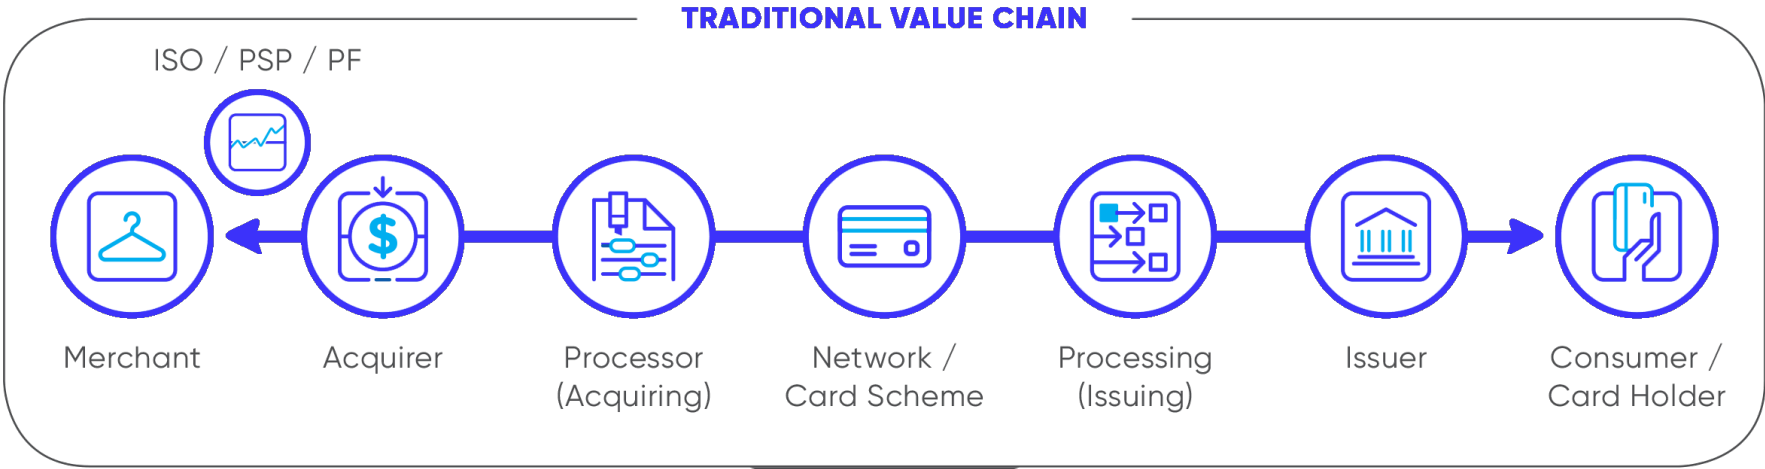 TRADITIONAL VALUE CHAIN
ISO / PSP / PF
$
Merchant
Acquirer
Processor
(Acquiring)
Network /
Card Scheme
Processing
(Issuing)
Issuer
Consumer /
Card Holder